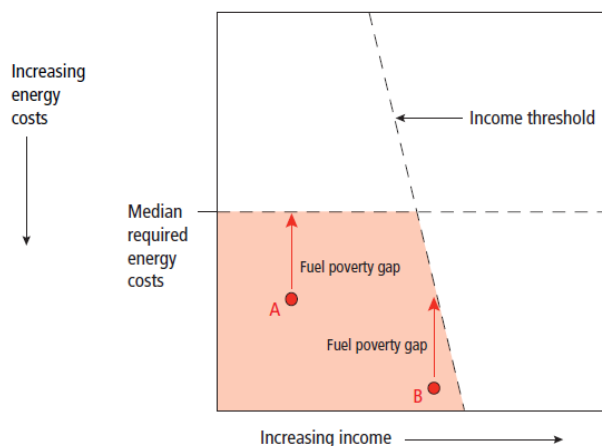 Increasing
energy
costs
Income threshold
Median
required
energy
costs
Fuel poverty gap
A
Fuel poverty gap
B
Increasing income